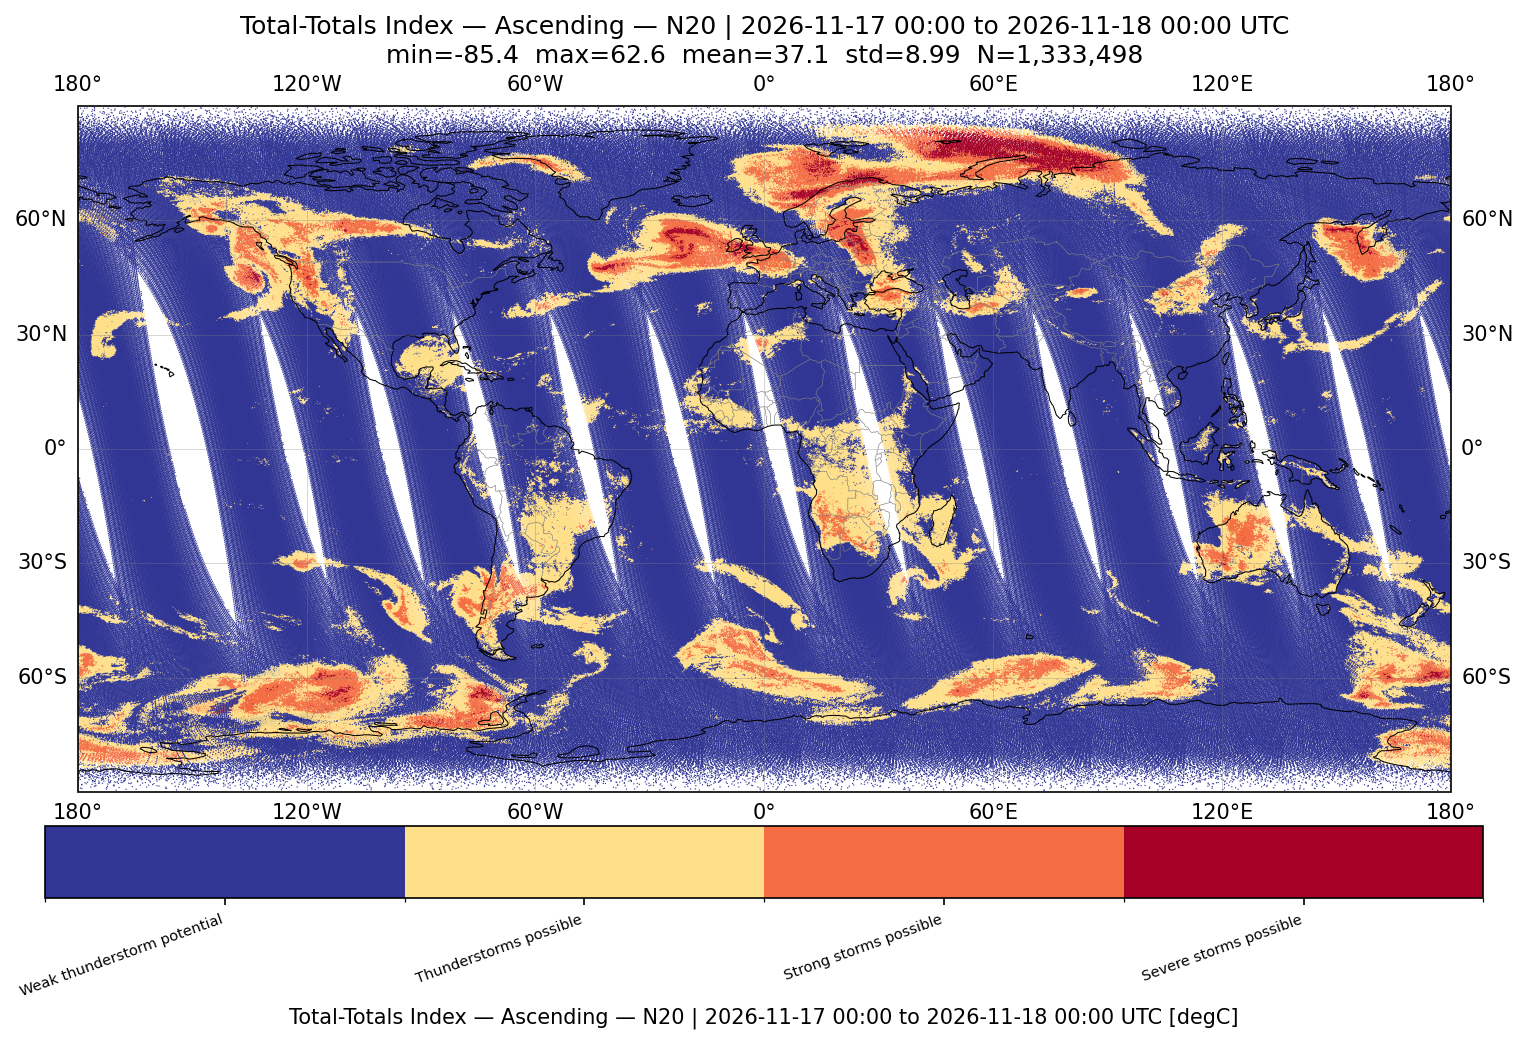 Total-Totals Index — Ascending — N20 | 2026-11-17 00:00 to 2026-11-18 00:00 UTC
min=-85.4 max=62.6 mean=37.1 std=8.99 N=1,333,498
180° 120°W 60°W 0° 60°E 120°E 180°
60°N 60°N
30°N 30°N
0° 0°
30°S 30°S
60°S 60°S
180° 120°W 60°W 0° 60°E 120°E 180°
Weak thunderstorm potential Thunderstorms possible Strong storms possible Severe storms possible
Total-Totals Index — Ascending — N20 | 2026-11-17 00:00 to 2026-11-18 00:00 UTC [degC]